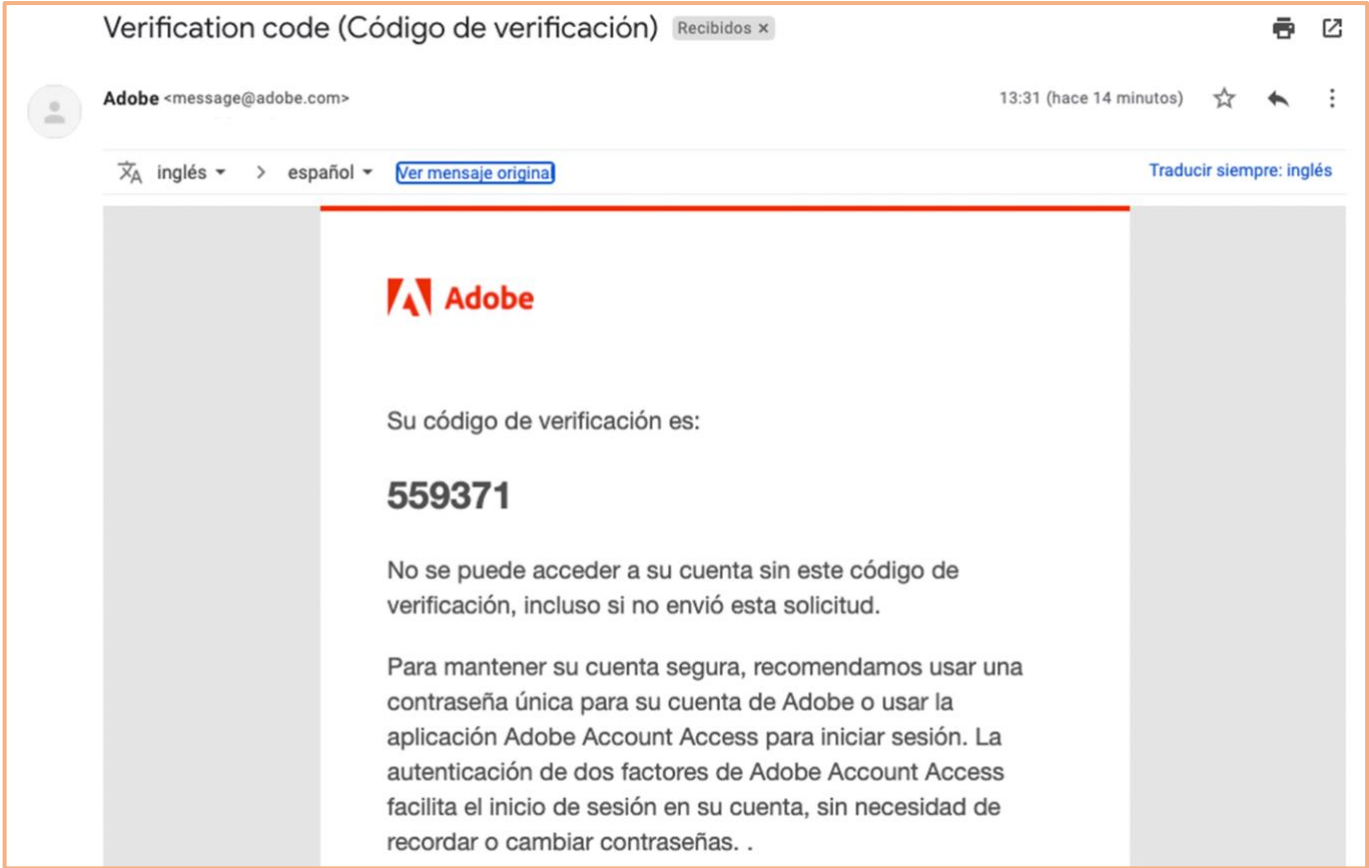 Verification code (Código de verificación) Recibidos ×
Adobe <message@adobe.com> 13:31 (hace 14 minutos)
inglés > español Ver mensaje original Traducir siempre: inglés
Adobe
Su código de verificación es:
559371
No se puede acceder a su cuenta sin este código de
verificación, incluso si no envió esta solicitud.
Para mantener su cuenta segura, recomendamos usar una
contraseña única para su cuenta de Adobe o usar la
aplicación Adobe Account Access para iniciar sesión. La
autenticación de dos factores de Adobe Account Access
facilita el inicio de sesión en su cuenta, sin necesidad de
recordar o cambiar contraseñas. .